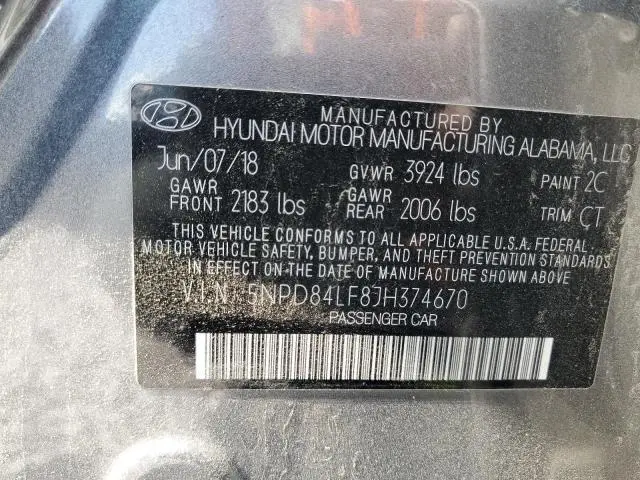 MANUFACTURED BY
HYUNDAI MOTOR MANUFACTURING ALABAMA, LLC
Jun/07/18 GVWR 3924 lbs PAINT 2C
GAWR FRONT 2183 lbs GAWR REAR 2006 lbs TRIM CT
THIS VEHICLE CONFORMS TO ALL APPLICABLE U.S.A. FEDERAL
MOTOR VEHICLE SAFETY, BUMPER, AND THEFT PREVENTION
STANDARDS IN EFFECT ON THE DATE OF MANUFACTURE SHOWN ABOVE.
V.I.N : 5NPD84LF8JH374670
PASSENGER CAR